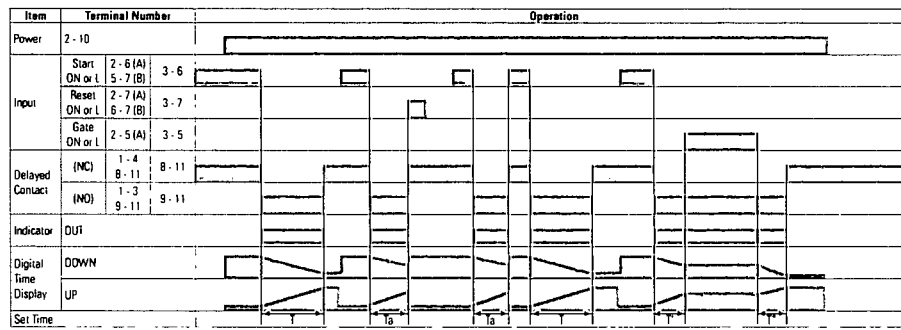 Item Terminal Number Operation
Power 2 - 10
Input
Start ON or L 2 - 6 (A) 5 - 7 (B) 3 - 6
Reset ON or L 2 - 7 (A) 6 - 7 (B) 3 - 7
Gate ON or L 2 - 5 (A) 3 - 5
Delayed Contact
(NC) 1 - 4 8 - 11 8 - 11
(NO) 1 - 3 9 - 11 9 - 11
Indicator OUT
Digital Time Display
DOWN
UP
Set Time T Ta Ta T